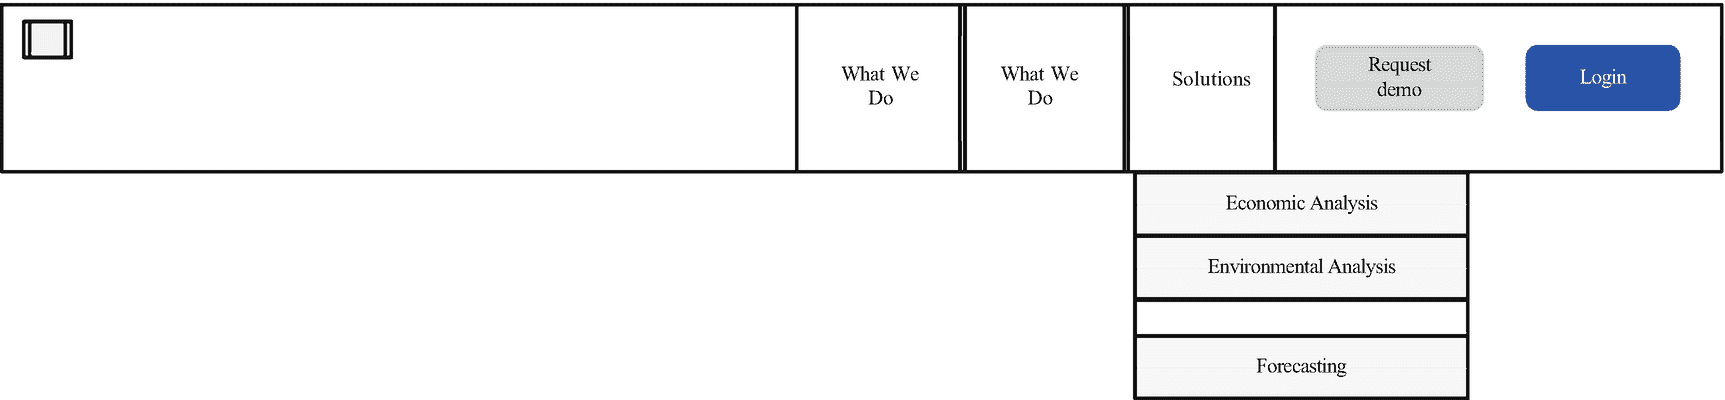 What We
Do
What We
Do
Solutions
Request
demo
Login
Economic Analysis
Environmental Analysis
Forecasting